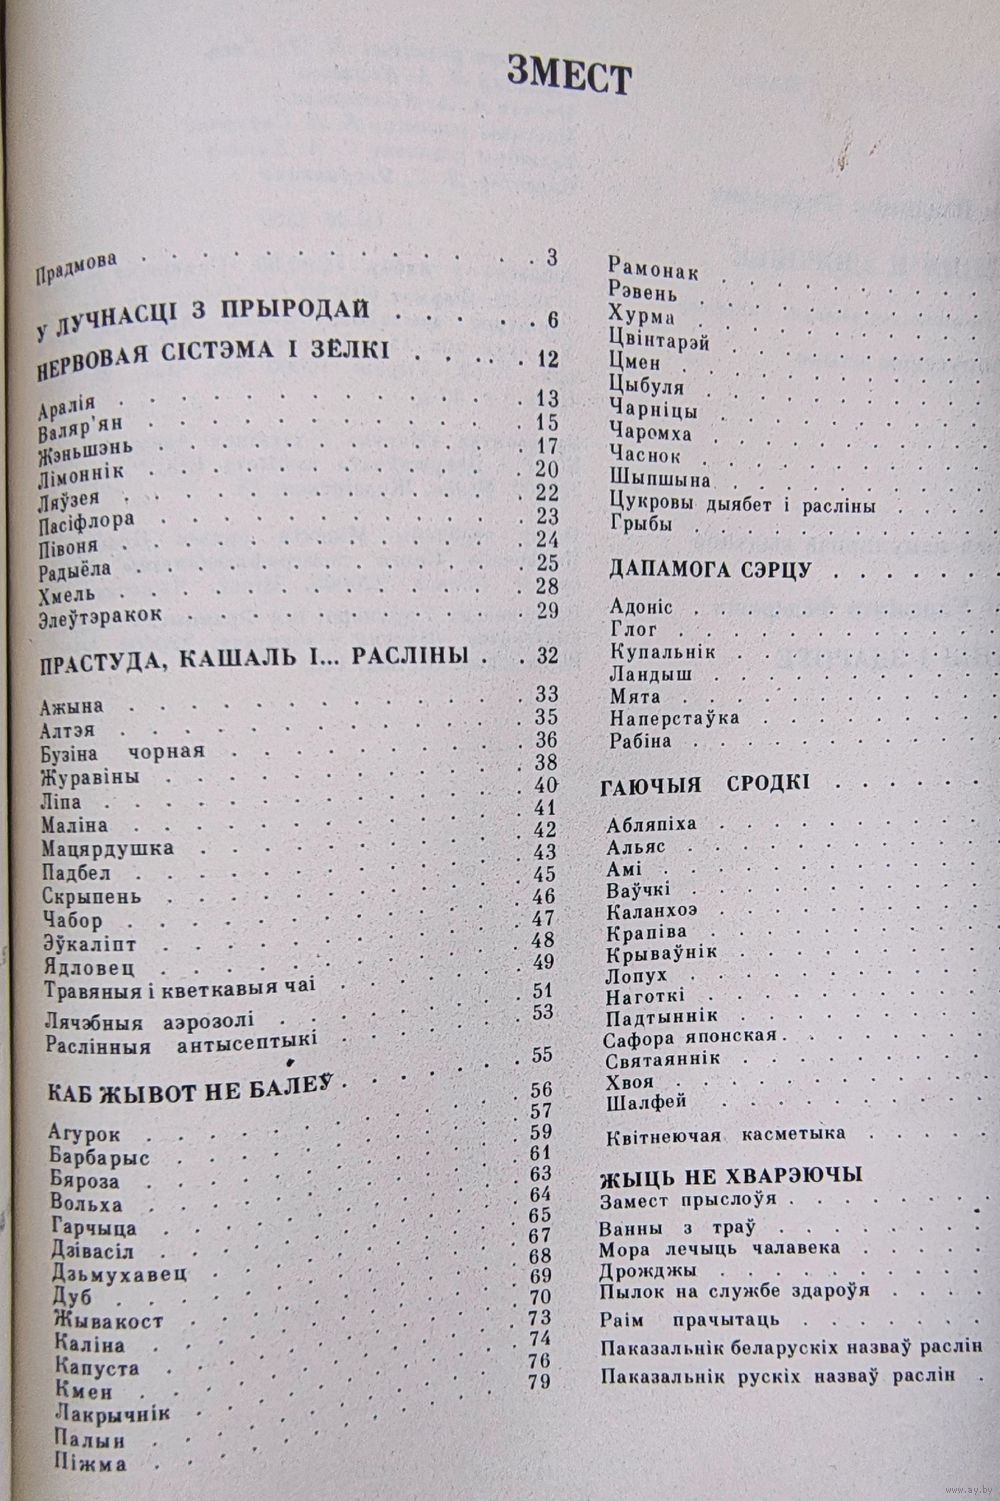 ЗМЕСТ
Прадмова . . . . . . . . . . . . . 3
У ЛУЧНАСЦІ З ПРЫРОДАЙ . . . . . . 6
НЕРВОВАЯ СІСТЭМА І ЗЁЛКІ . . . . . 12
Аралія . . . . . . . . . . . . . 13
Валяр'ян . . . . . . . . . . . . 15
Жэньшэнь . . . . . . . . . . . . 17
Лімоннік . . . . . . . . . . . . 20
Ляўзея . . . . . . . . . . . . . 22
Пасіфлора . . . . . . . . . . . . 23
Півоня . . . . . . . . . . . . . 24
Радыёла . . . . . . . . . . . . . 25
Хмель . . . . . . . . . . . . . . 28
Элеўтэракок . . . . . . . . . . . 29
ПРАСТУДА, КАШАЛЬ І... РАСЛІНЫ . . . 32
Ажына . . . . . . . . . . . . . 33
Алтэя . . . . . . . . . . . . . 35
Бузіна чорная . . . . . . . . . . 36
Журавіны . . . . . . . . . . . . 38
Ліпа . . . . . . . . . . . . . . 40
Маліна . . . . . . . . . . . . . 41
Мацярдушка . . . . . . . . . . . 42
Падбел . . . . . . . . . . . . . 43
Скрыпень . . . . . . . . . . . . 45
Чабор . . . . . . . . . . . . . 46
Эўкаліпт . . . . . . . . . . . . 47
Ядловец . . . . . . . . . . . . . 48
Травяныя і кветкавыя чаі . . . . . . 49
Лячэбныя аэрозолі . . . . . . . . 51
Раслінныя антысептыкі . . . . . . . 53
КАБ ЖЫВОТ НЕ БАЛЕЎ . . . . . . . 55
Агурок . . . . . . . . . . . . . 56
Барбарыс . . . . . . . . . . . . 57
Бяроза . . . . . . . . . . . . . 59
Вольха . . . . . . . . . . . . . 61
Гарчыца . . . . . . . . . . . . . 63
Дзівасіл . . . . . . . . . . . . . 64
Дзьмухавец . . . . . . . . . . . 65
Дуб . . . . . . . . . . . . . . 67
Жывакост . . . . . . . . . . . . 68
Каліна . . . . . . . . . . . . . 69
Капуста . . . . . . . . . . . . . 70
Кмен . . . . . . . . . . . . . . 73
Лакрычнік . . . . . . . . . . . . 74
Палын . . . . . . . . . . . . . 76
Піжма . . . . . . . . . . . . . 79
Рамонак . . . . . . . . .
Рэвень . . . . . . . . .
Хурма . . . . . . . . .
Цвінтарэй . . . . . . . .
Цмен . . . . . . . . . .
Цыбуля . . . . . . . . .
Чарніцы . . . . . . . . .
Чаромха . . . . . . . . .
Часнок . . . . . . . . .
Шыпшына . . . . . . . .
Цукровы дыябет і расліны . . . .
Грыбы . . . . . . . . .
ДАПАМОГА СЭРЦУ . . . . . .
Адоніс . . . . . . . . .
Глог . . . . . . . . . .
Купальнік . . . . . . . .
Ландыш . . . . . . . . .
Мята . . . . . . . . . .
Наперстаўка . . . . . . .
Рабіна . . . . . . . . .
ГАЮЧЫЯ СРОДКІ . . . . . .
Абляпіха . . . . . . . . .
Альяс . . . . . . . . . .
Амі . . . . . . . . . . .
Ваўчкі . . . . . . . . . .
Каланхоэ . . . . . . . . .
Крапіва . . . . . . . . .
Крываўнік . . . . . . . .
Лопух . . . . . . . . . .
Наготкі . . . . . . . . .
Падтыннік . . . . . . . .
Сафора японская . . . . . . .
Святаяннік . . . . . . . .
Хвоя . . . . . . . . . .
Шалфей . . . . . . . . .
Квітнеючая касметыка . . . . .
ЖЫЦЬ НЕ ХВАРЭЮЧЫ
Замест прыслоўя . . . . . . .
Ванны з траў . . . . . . .
Мора лечыць чалавека . . . . .
Дрожджы . . . . . . . . .
Пылок на службе здароўя . . . .
Раім прачытаць . . . . . . .
Паказальнік беларускіх назваў раслін
Паказальнік рускіх назваў раслін .
www.ay.by